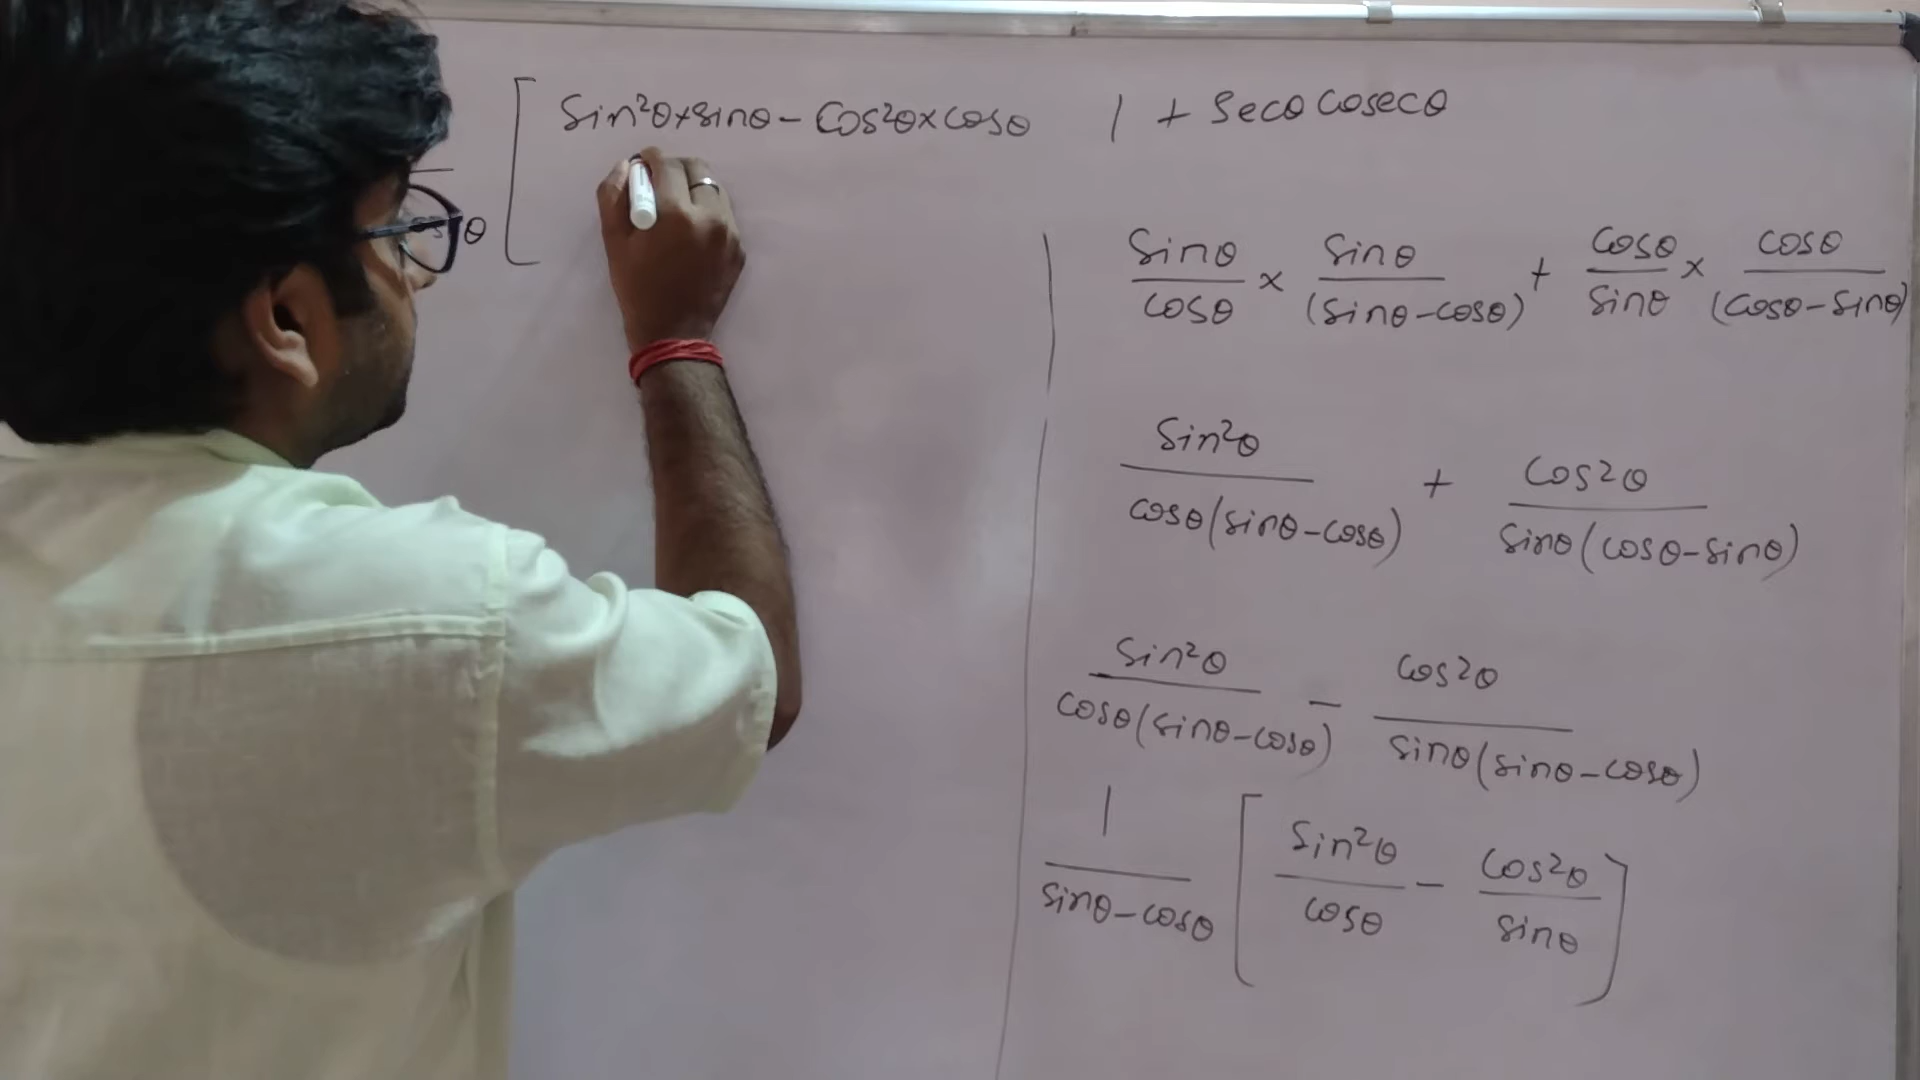 [ sin²θ×sinθ - cos²θ×cosθ
θ
1 + secθ cosecθ
sinθ/cosθ × sinθ/(sinθ-cosθ) + cosθ/sinθ × cosθ/(cosθ-sinθ)
sin²θ/cosθ(sinθ-cosθ) + cos²θ/sinθ(cosθ-sinθ)
sin²θ/cosθ(sinθ-cosθ) - cos²θ/sinθ(sinθ-cosθ)
1/sinθ-cosθ [ sin²θ/cosθ - cos²θ/sinθ ]